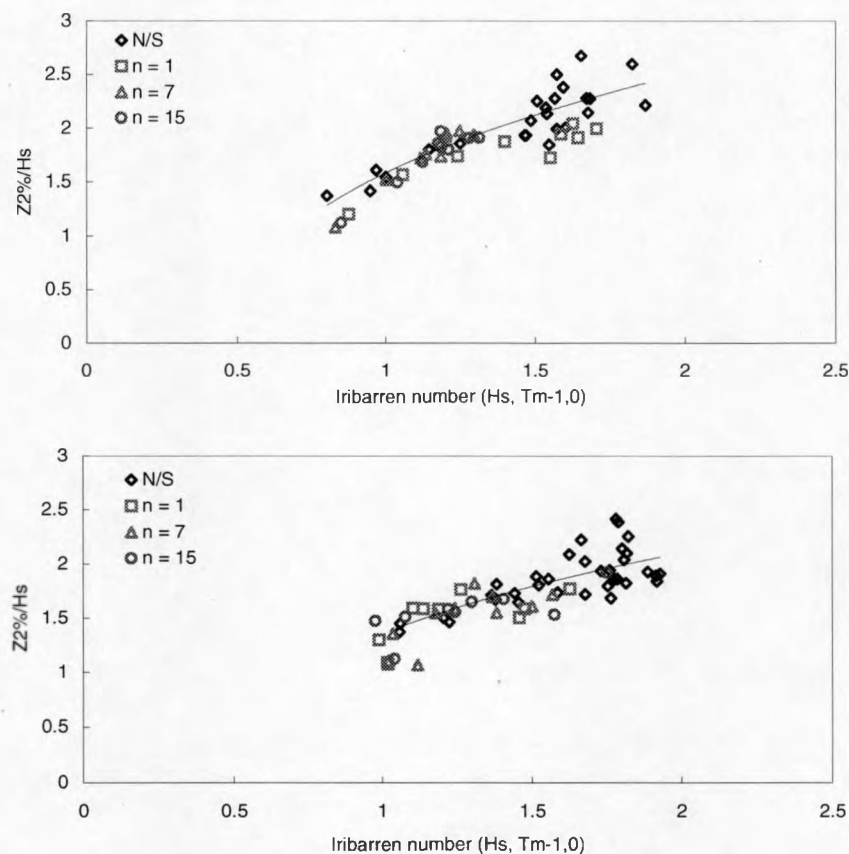 3
2.5
2
1.5
1
0.5
0
Z2%/Hs
N/S
n = 1
n = 7
n = 15
0
0.5
1
1.5
2
2.5
Iribarren number (Hs, Tm-1,0)
3
2.5
2
1.5
1
0.5
0
Z2%/Hs
N/S
n = 1
n = 7
n = 15
0
0.5
1
1.5
2
2.5
Iribarren number (Hs, Tm-1,0)